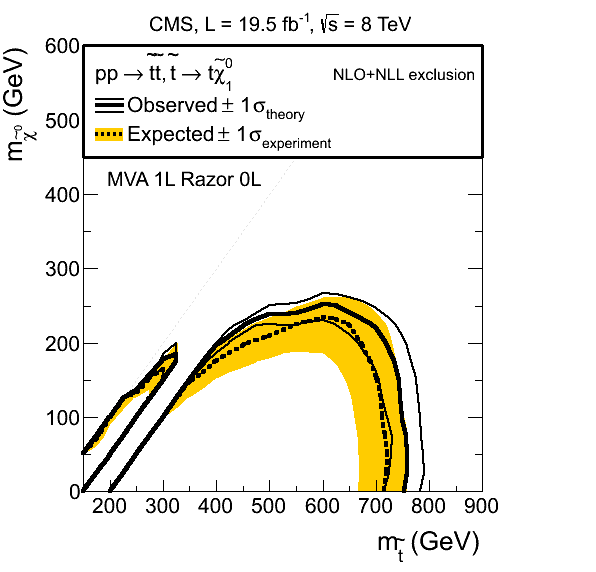 CMS, L = 19.5 fb⁻¹, √s = 8 TeV
pp → t̃t̃, t̃ → tχ̃⁰₁
NLO+NLL exclusion
Observed ± 1σ_theory
Expected ± 1σ_experiment
MVA 1L Razor 0L
m_χ̃⁰ (GeV)
600
500
400
300
200
100
0
200 300 400 500 600 700 800 900
m_t̃ (GeV)